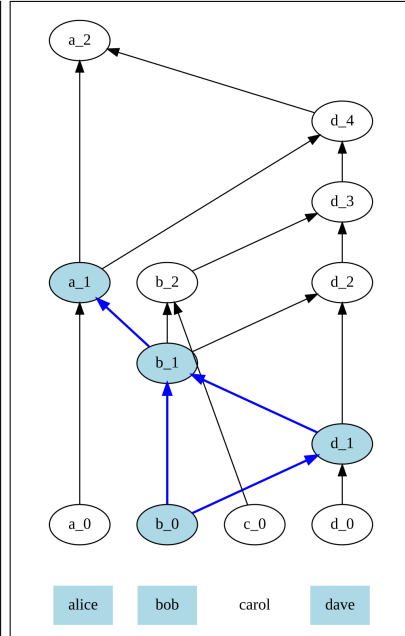 a_2
d_4
d_3
a_1 b_2 d_2
b_1
d_1
a_0 b_0 c_0 d_0
alice bob carol dave